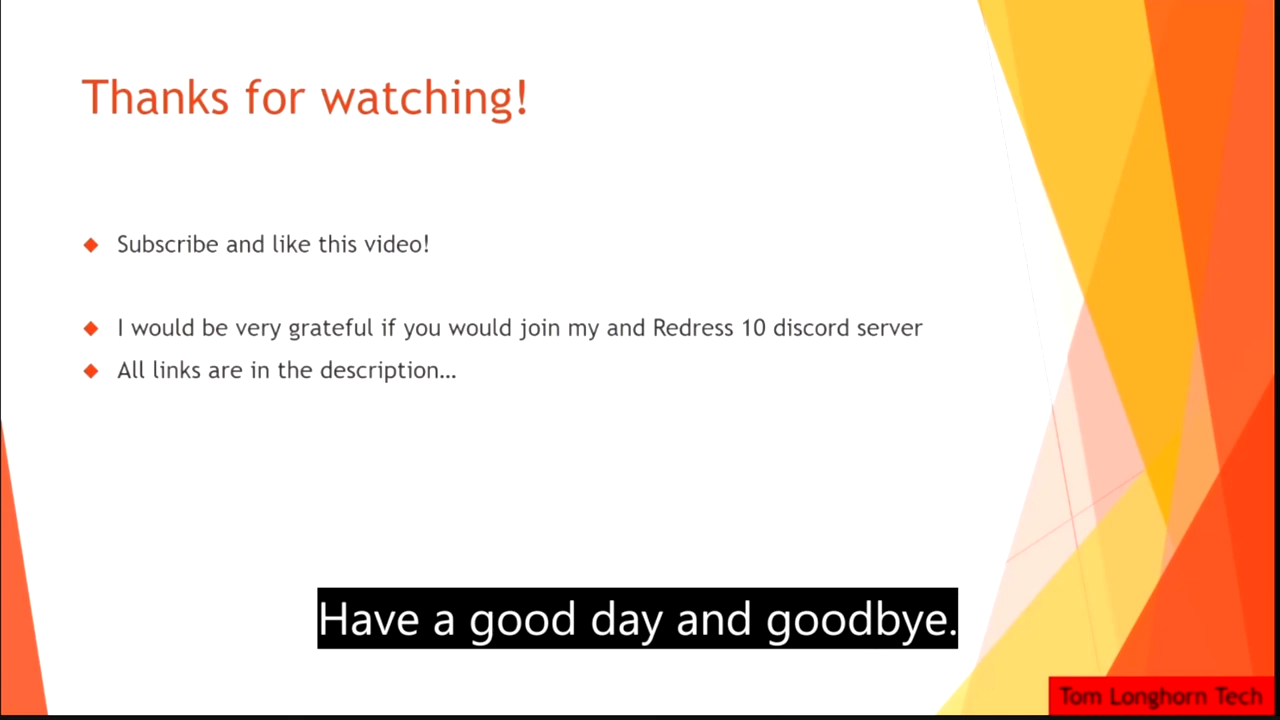 Thanks for watching!
Subscribe and like this video!
I would be very grateful if you would join my and Redress 10 discord server
All links are in the description…
Have a good day and goodbye.
Tom Longhorn Tech